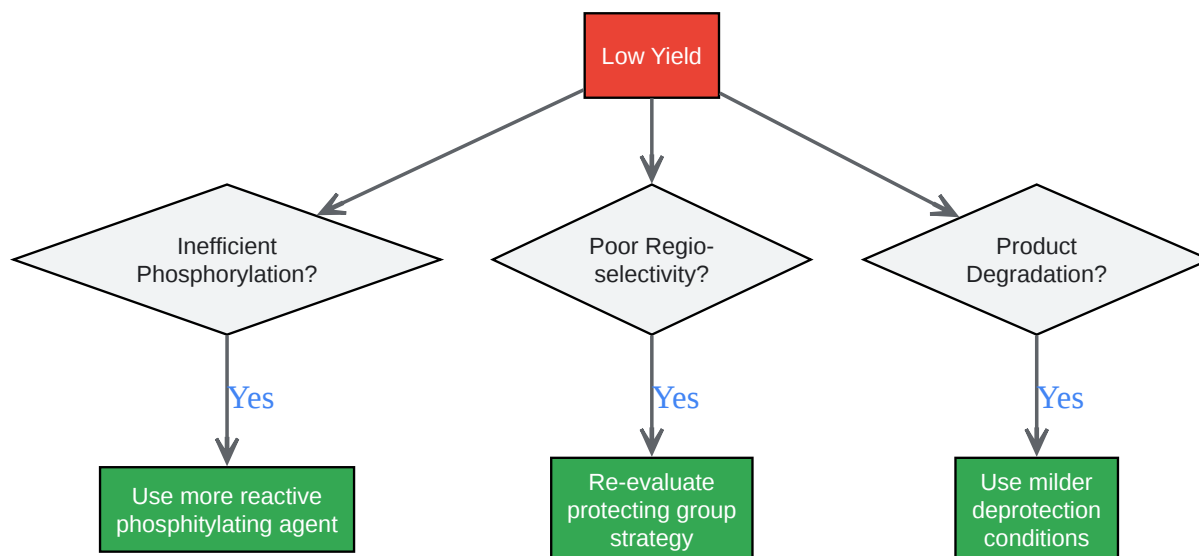 Low Yield
Inefficient
Phosphorylation?
Poor Regio-
selectivity?
Product
Degradation?
Yes
Yes
Yes
Use more reactive
phosphitylating agent
Re-evaluate
protecting group
strategy
Use milder
deprotection
conditions